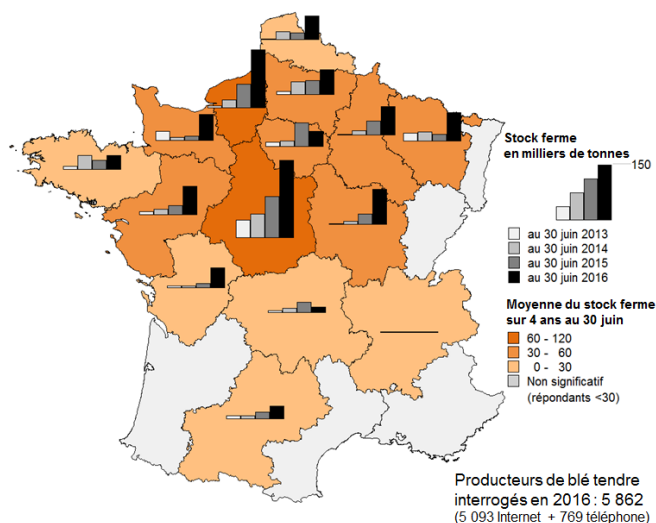 Stock ferme
en milliers de tonnes
150
au 30 juin 2013
au 30 juin 2014
au 30 juin 2015
au 30 juin 2016
Moyenne du stock ferme
sur 4 ans au 30 juin
60 - 120
30 - 60
0 - 30
Non significatif
(répondants <30)
Producteurs de blé tendre
interrogés en 2016 : 5 862
(5 093 Internet + 769 téléphone)